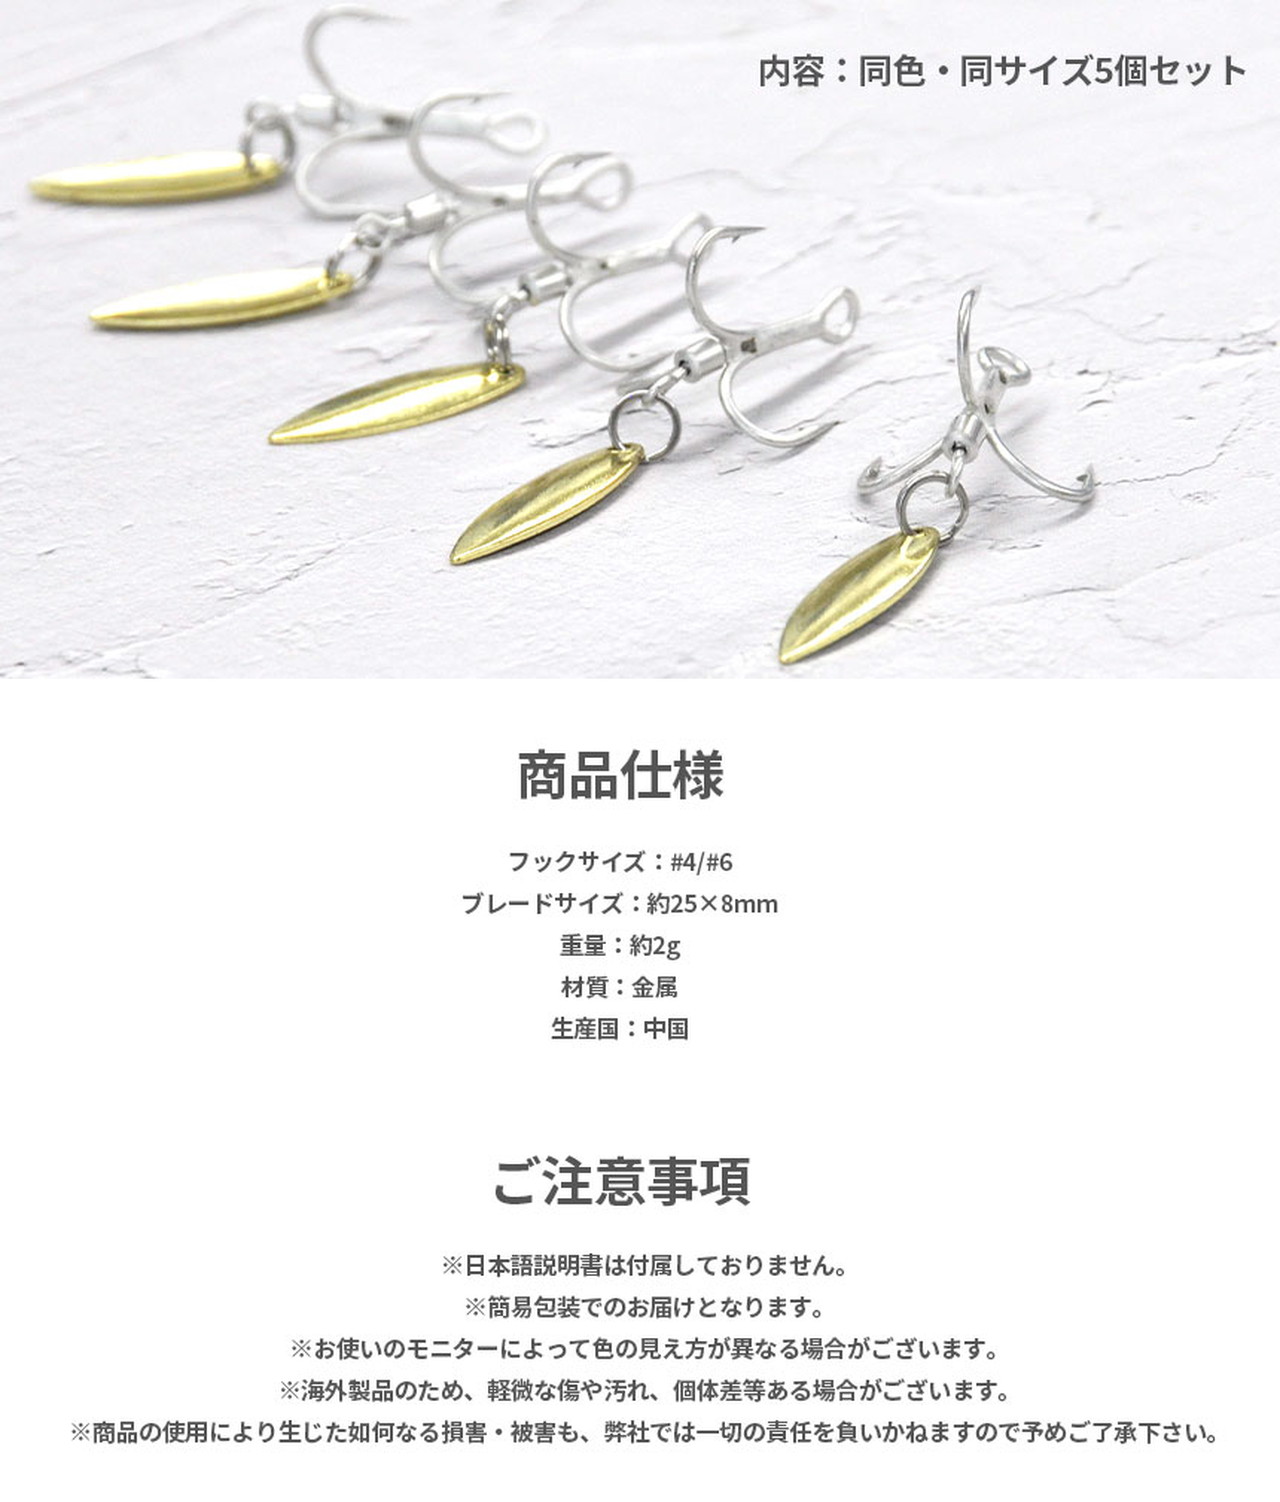 内容：同色・同サイズ5個セット
商品仕様
フックサイズ：#4/#6
ブレードサイズ：約25×8mm
重量：約2g
材質：金属
生産国：中国
ご注意事項
※日本語説明書は付属しておりません。
※簡易包装でのお届けとなります。
※お使いのモニターによって色の見え方が異なる場合がございます。
※海外製品のため、軽微な傷や汚れ、個体差等ある場合がございます。
※商品の使用により生じた如何なる損害・被害も、弊社では一切の責任を負いかねますので予めご了承下さい。